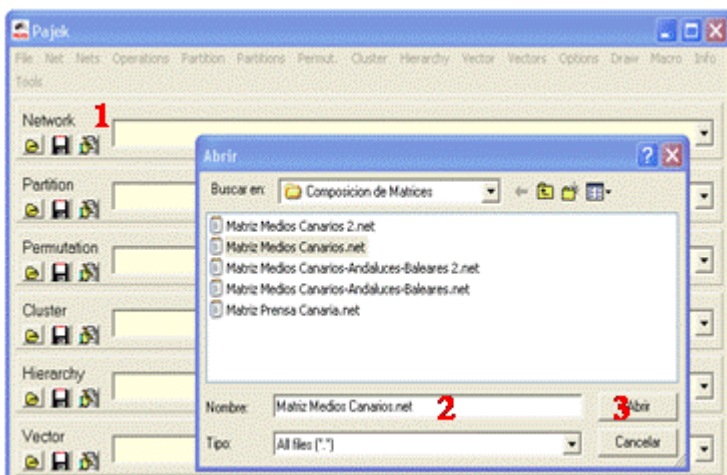 Pajek
File Net Nets Operations Partition Partitions Permut. Cluster Hierarchy Vector Vectors Options Draw Macro Info
Tools
Network 1
Partition
Permutation
Cluster
Hierarchy
Vector
Abrir
Buscar en: Composicion de Matrices
Matriz Medios Canarios 2.net
Matriz Medios Canarios.net
Matriz Medios Canarios-Andaluces-Baleares 2.net
Matriz Medios Canarios-Andaluces-Baleares.net
Matriz Prensa Canaria.net
Nombre: Matriz Medios Canarios.net 2 3 Abrir
Tipo: All files (*.*) Cancelar